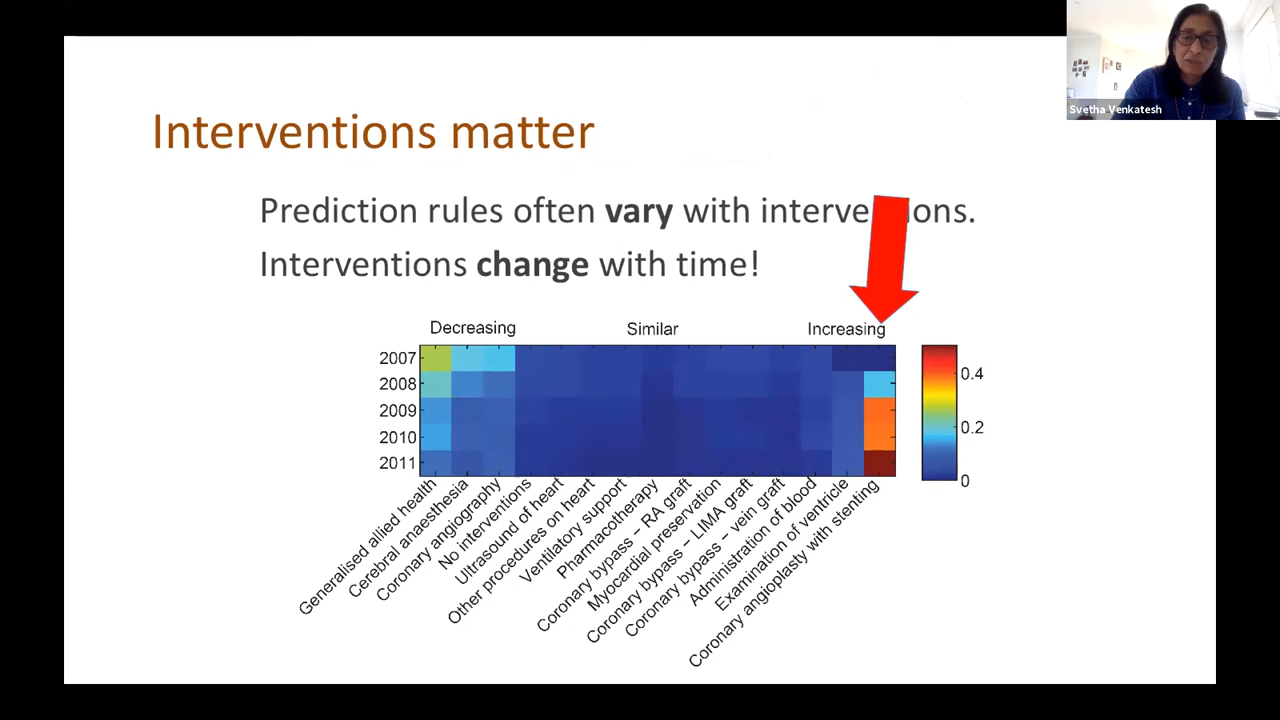 Svetha Venkatesh
Interventions matter
Prediction rules often vary with interve ions.
Interventions change with time!
Decreasing Similar Increasing
2007
2008
2009
2010
2011
0.4
0.2
0
Generalised allied health
Cerebral anaesthesia
Coronary angiography
No interventions
Ultrasound of heart
Other procedures on heart
Ventilatory support
Pharmacotherapy
Coronary bypass – RA graft
Myocardial preservation
Coronary bypass – LIMA graft
Coronary bypass – vein graft
Administration of blood
Examination of ventricle
Coronary angioplasty with stenting